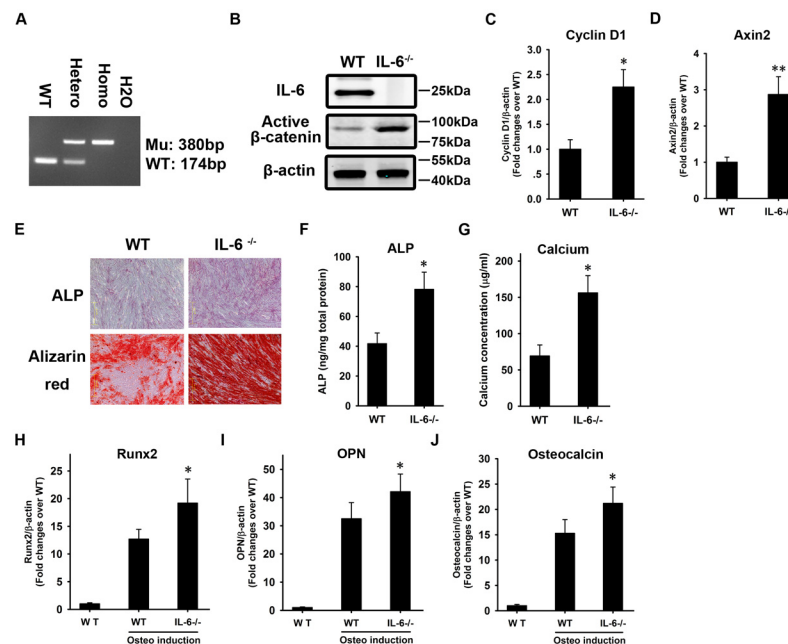 A
WT
Hetero
Homo
H2O
Mu: 380bp
WT: 174bp
B
WT IL-6-/-
IL-6
25kDa
Active
β-catenin
100kDa
75kDa
β-actin
55kDa
40kDa
C
Cyclin D1
Cyclin D1/β-actin
(Fold changes over WT)
3.0
2.5
2.0
1.5
1.0
.5
0.0
*
WT IL-6-/-
D
Axin2
Axin2/β-actin
(Fold changes over WT)
4
3
2
1
0
**
WT IL-6-/
E
WT IL-6 -/-
ALP
Alizarin
red
F
ALP
ALP (ng/mg total protein)
100
80
60
40
20
0
*
WT IL-6-/-
G
Calcium
Calcium concentration (μg/ml)
200
150
100
50
0
*
WT IL-6-/-
H
Runx2
Runx2/β-actin
(Fold changes over WT)
25
20
15
10
5
0
*
W T WT IL-6-/-
Osteo induction
I
OPN
OPN/β-actin
(Fold changes over WT)
50
40
30
20
10
0
*
W T WT IL-6-/-
Osteo induction
J
Osteocalcin
Osteocalcin/β-actin
(Fold changes over WT)
30
25
20
15
10
5
0
*
W T WT IL-6-/-
Osteo induction